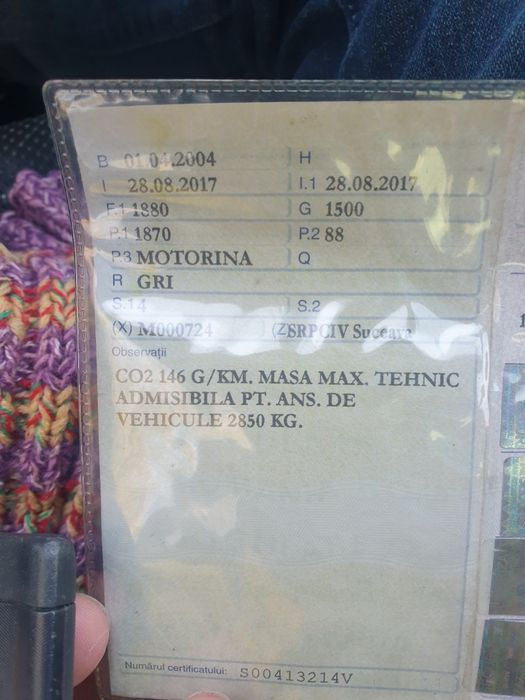 B 01.04.2004 H
I 28.08.2017 I.1 28.08.2017
F.1 1880 G 1500
P.1 1870 P.2 88
P.3 MOTORINA Q
R GRI
S.1 4 S.2
(X) M000724 (Z SRPCIV Suceava
Observații
CO2 146 G/KM. MASA MAX. TEHNIC
ADMISIBILA PT. ANS. DE
VEHICULE 2850 KG.
Numărul certificatului: S00413214V